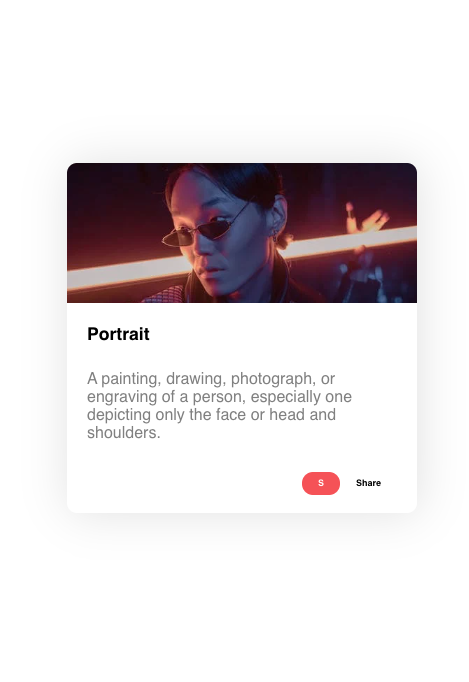 Portrait
A painting, drawing, photograph, or
engraving of a person, especially one
depicting only the face or head and
shoulders.
S Share